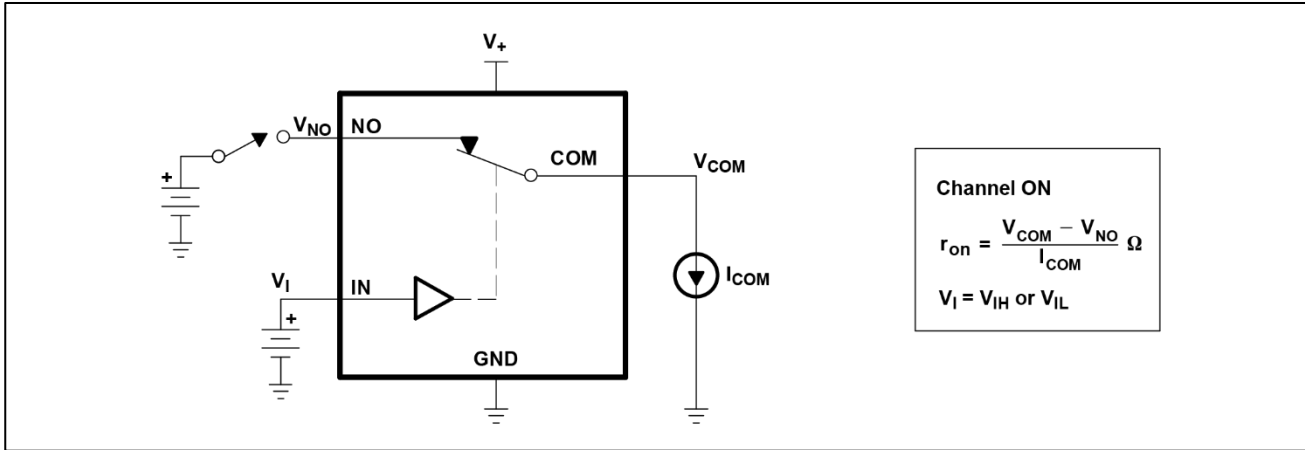 V+
VNO NO
COM
VCOM
+
VI
IN
+
ICOM
GND
Channel ON
ron = VCOM − VNO / ICOM Ω
VI = VIH or VIL